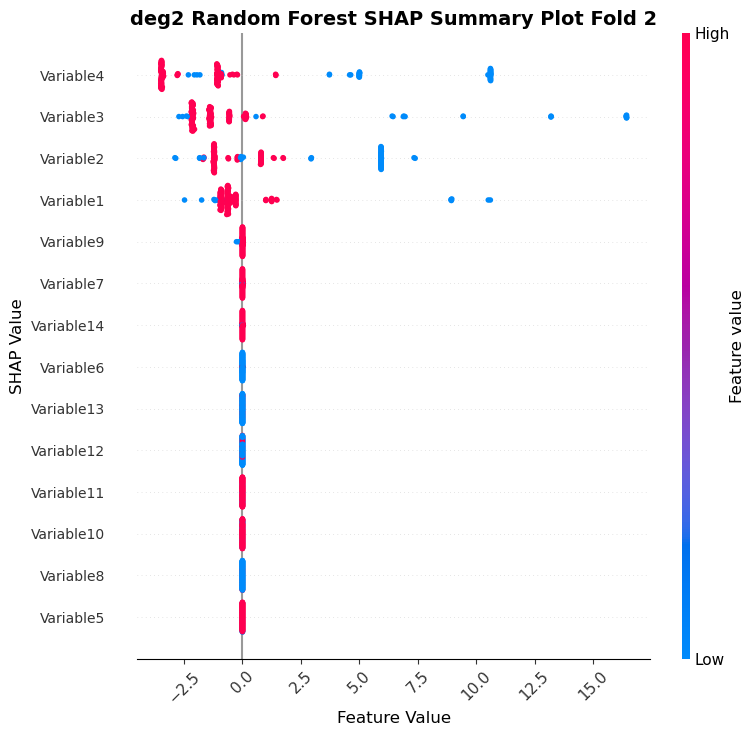 deg2 Random Forest SHAP Summary Plot Fold 2
High
Variable4
Variable3
Variable2
Variable1
Variable9
Variable7
Variable14
Variable6
Variable13
Variable12
Variable11
Variable10
Variable8
Variable5
SHAP Value
Feature value
Low
−2.5
0.0
2.5
5.0
7.5
10.0
12.5
15.0
Feature Value